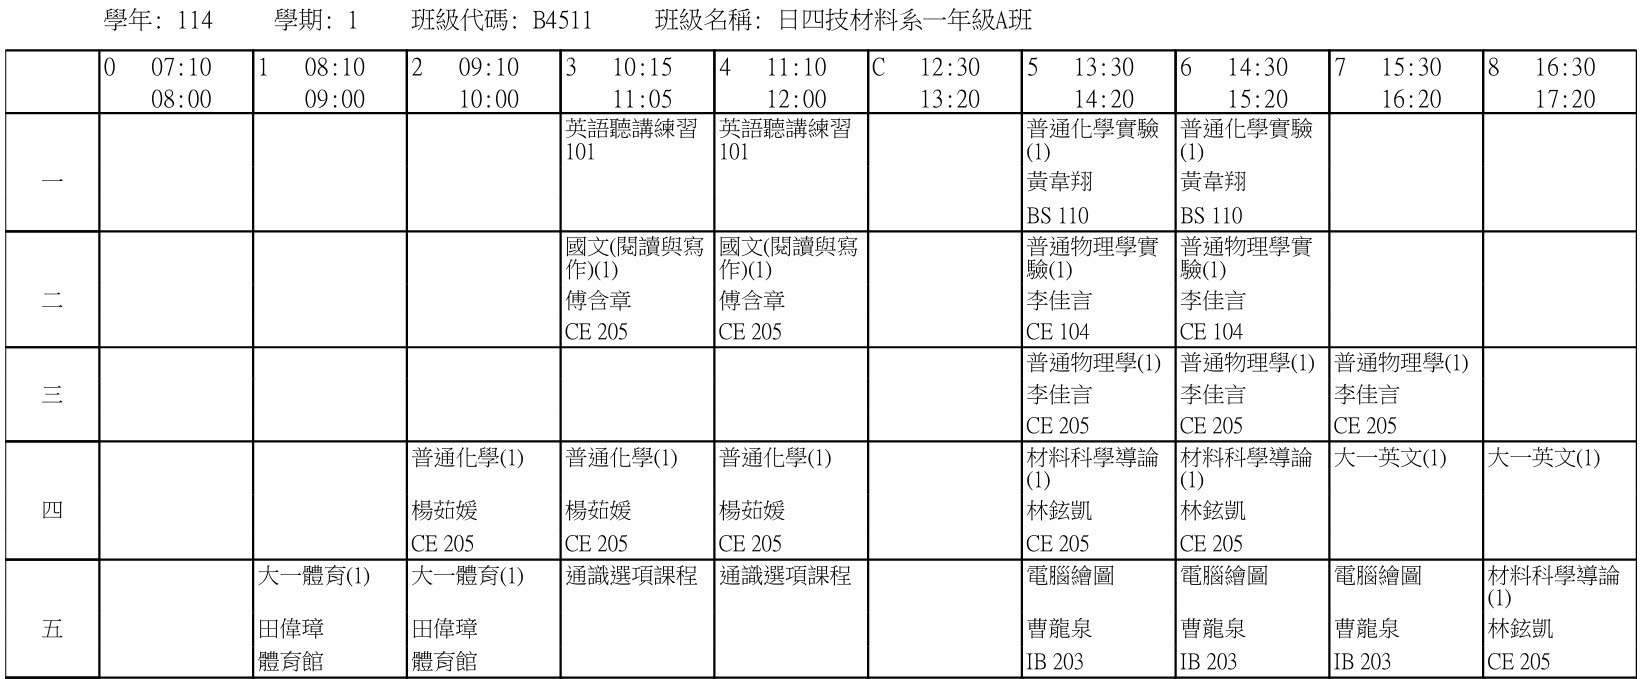 學年: 114 學期: 1 班級代碼: B4511 班級名稱: 日四技材料系一年級A班
0 07:10 1 08:10 2 09:10 3 10:15 4 11:10 C 12:30 5 13:30 6 14:30 7 15:30 8 16:30
08:00 09:00 10:00 11:05 12:00 13:20 14:20 15:20 16:20 17:20
英語聽講練習 英語聽講練習 普通化學實驗 普通化學實驗
101 101 (1) (1)
一 黃韋翔 黃韋翔
BS 110 BS 110
國文(閱讀與寫 國文(閱讀與寫 普通物理學實 普通物理學實
作)(1) 作)(1) 驗(1) 驗(1)
二 傅含章 傅含章 李佳言 李佳言
CE 205 CE 205 CE 104 CE 104
普通物理學(1) 普通物理學(1) 普通物理學(1)
三 李佳言 李佳言 李佳言
CE 205 CE 205 CE 205
普通化學(1) 普通化學(1) 普通化學(1) 材料科學導論 材料科學導論 大一英文(1) 大一英文(1)
(1) (1)
四 楊茹媛 楊茹媛 楊茹媛 林鉉凱 林鉉凱
CE 205 CE 205 CE 205 CE 205 CE 205
大一體育(1) 大一體育(1) 通識選項課程 通識選項課程 電腦繪圖 電腦繪圖 電腦繪圖 材料科學導論
(1)
五 田偉璋 田偉璋 曹龍泉 曹龍泉 曹龍泉 林鉉凱
體育館 體育館 IB 203 IB 203 IB 203 CE 205